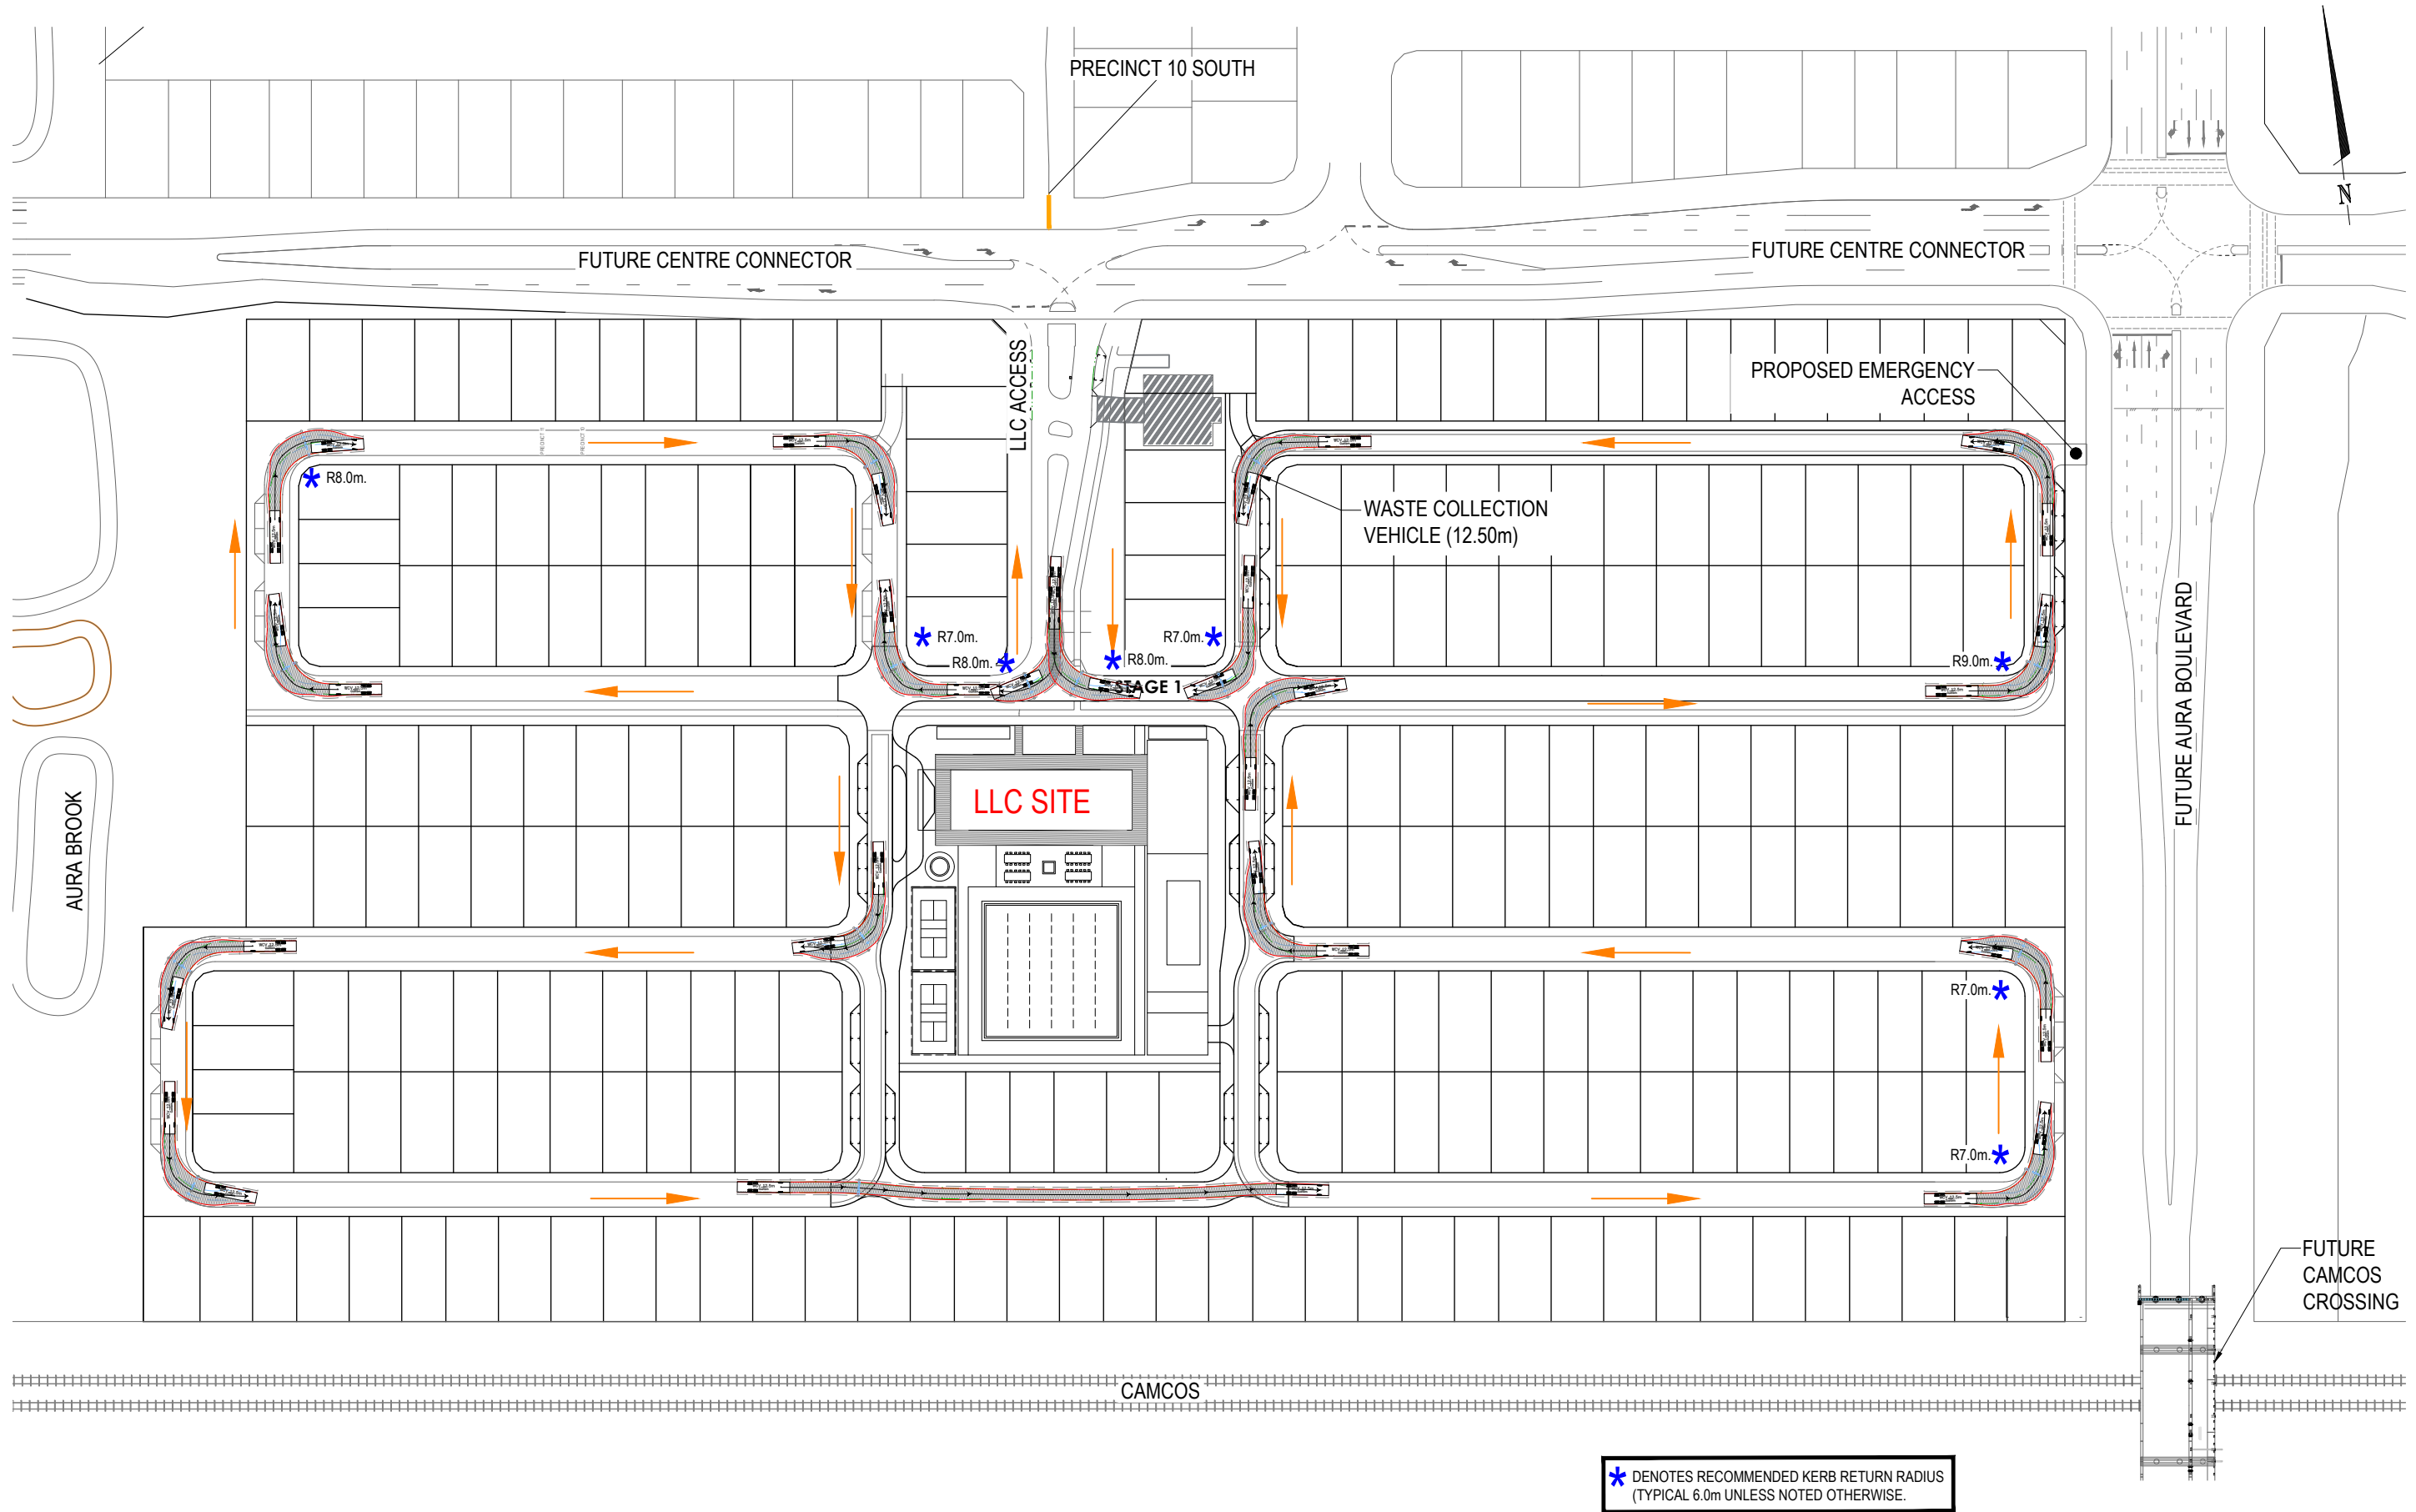 PRECINCT 10 SOUTH
N
FUTURE CENTRE CONNECTOR
FUTURE CENTRE CONNECTOR
LLC ACCESS
PROPOSED EMERGENCY
ACCESS
R8.0m.
WASTE COLLECTION
VEHICLE (12.50m)
FUTURE AURA BOULEVARD
R7.0m.
R8.0m.
R7.0m.
R8.0m.
R9.0m.
STAGE 1
LLC SITE
AURA BROOK
R7.0m.
R7.0m.
FUTURE
CAMCOS
CROSSING
CAMCOS
DENOTES RECOMMENDED KERB RETURN RADIUS
(TYPICAL 6.0m UNLESS NOTED OTHERWISE.